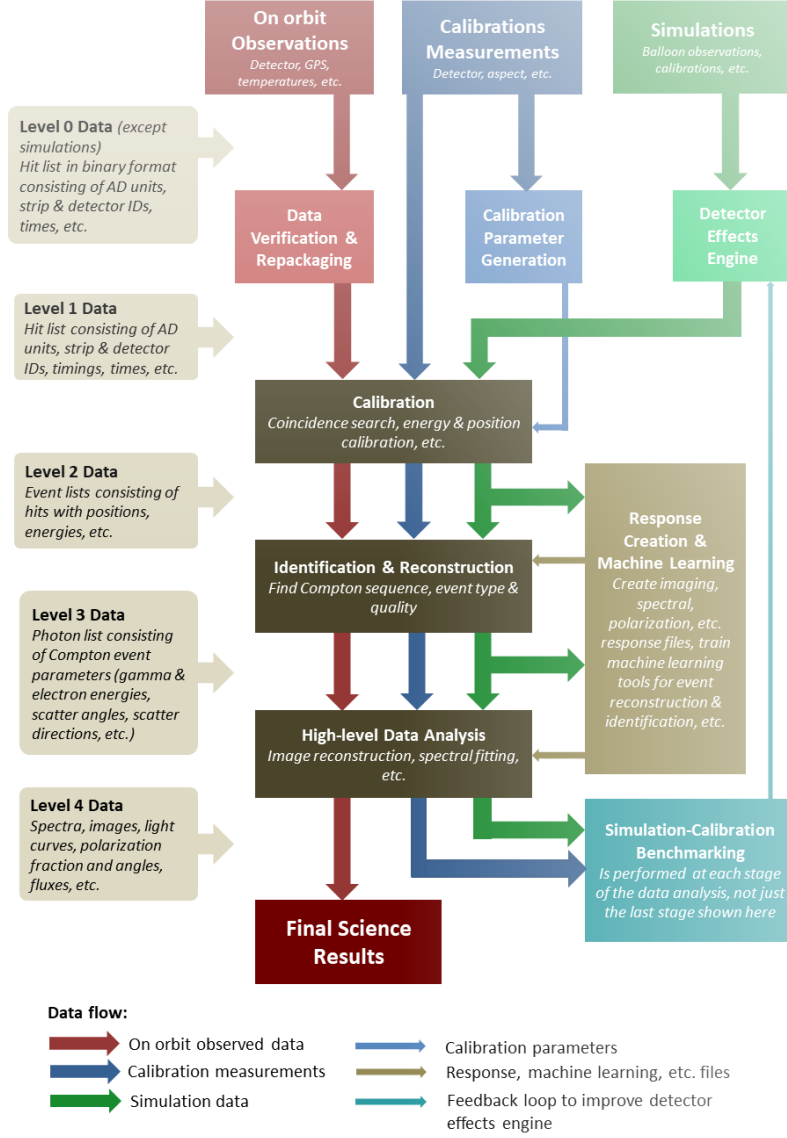 On orbit
Observations
Detector, GPS,
temperatures, etc.
Calibrations
Measurements
Detector, aspect, etc.
Simulations
Balloon observations,
calibrations, etc.
Level 0 Data (except
simulations)
Hit list in binary format
consisting of AD units,
strip & detector IDs,
times, etc.
Data
Verification &
Repackaging
Calibration
Parameter
Generation
Detector
Effects
Engine
Level 1 Data
Hit list consisting of AD
units, strip & detector
IDs, timings, times, etc.
Calibration
Coincidence search, energy & position
calibration, etc.
Level 2 Data
Event lists consisting of
hits with positions,
energies, etc.
Identification & Reconstruction
Find Compton sequence, event type &
quality
Response
Creation &
Machine Learning
Create imaging,
spectral,
polarization, etc.
response files, train
machine learning
tools for event
reconstruction &
identification, etc.
Level 3 Data
Photon list consisting
of Compton event
parameters (gamma &
electron energies,
scatter angles, scatter
directions, etc.)
High-level Data Analysis
Image reconstruction, spectral fitting,
etc.
Level 4 Data
Spectra, images, light
curves, polarization
fraction and angles,
fluxes, etc.
Simulation-Calibration
Benchmarking
Is performed at each stage
of the data analysis, not just
the last stage shown here
Final Science
Results
Data flow:
On orbit observed data
Calibration measurements
Simulation data
Calibration parameters
Response, machine learning, etc. files
Feedback loop to improve detector
effects engine